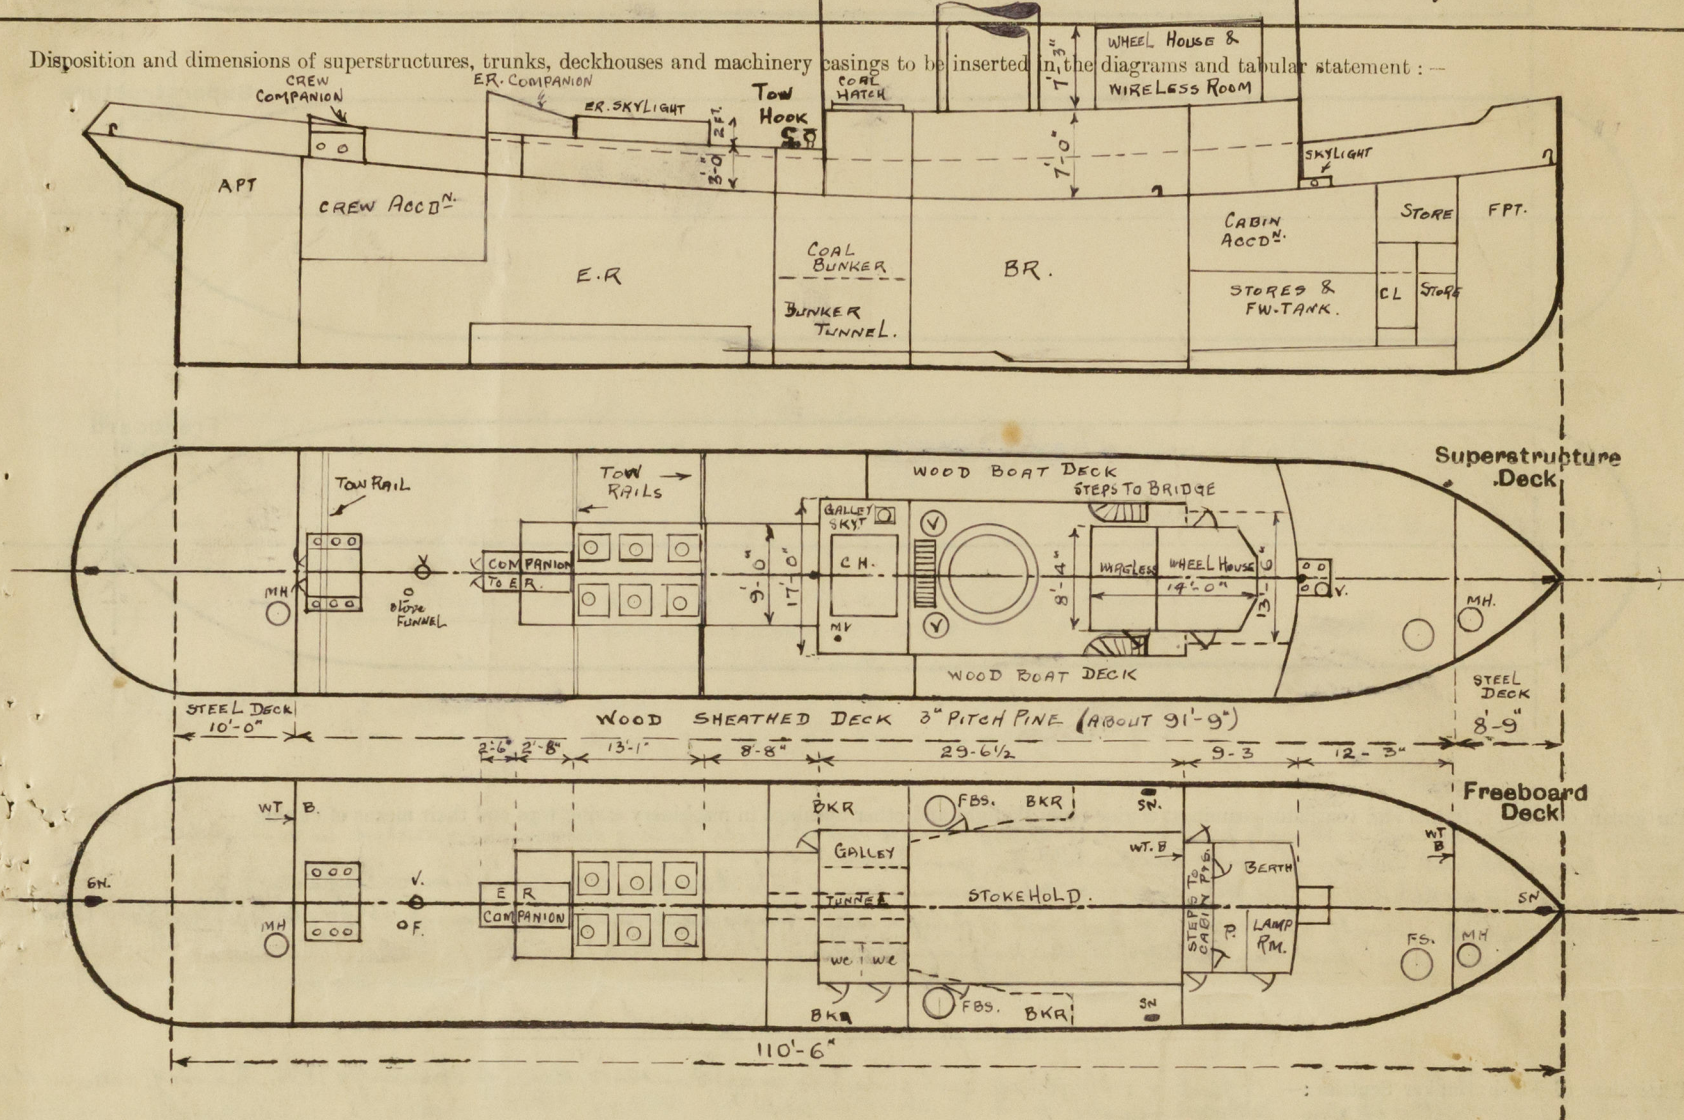 Disposition and dimensions of superstructures, trunks, deckhouses and machinery casings to be inserted in the diagrams and tabular statement : —
CREW
COMPANION
ER. COMPANION
ER. SKYLIGHT
2 FT.
3'-0"
TOW
HOOK
COAL
HATCH
7'-3"
7'-0"
WHEEL HOUSE &
WIRELESS ROOM
SKYLIGHT
APT
CREW ACCDN.
E.R
COAL
BUNKER
BUNKER
TUNNEL.
BR.
CABIN
ACCDN.
STORES &
FW.TANK.
STORE
CL
STORE
FPT.
Superstructure
Deck
TOW RAIL
TOW
RAILS
WOOD BOAT DECK
STEPS TO BRIDGE
GALLEY
SKYT
V
C H.
COMPANION
TO E R.
V
MH
Stove
FUNNEL
9'-0"
17'-0"
MV
V
8'-4"
WIRELESS
WHEEL HOUSE
14'-0"
13'-6"
V.
MH.
WOOD BOAT DECK
STEEL
DECK
8'-9"
STEEL DECK
10'-0"
WOOD SHEATHED DECK 3" PITCH PINE (ABOUT 91'-9")
2'-6" 2'-8" 13'-1" 8'-8" 29-6½ 9-3 12-3"
Freeboard
Deck
WT B.
BKR
FBS.
BKR
SN.
WT
B
GALLEY
WT. B
SN.
V.
E R
COMPANION
F.
MH
TUNNEL
STOKEHOLD.
STEPS TO
CABIN PTG.
BERTH
P.
LAMP
RM.
SN
FS.
MH
WC
WC
BKR
FBS.
BKR
SN
110'-6"